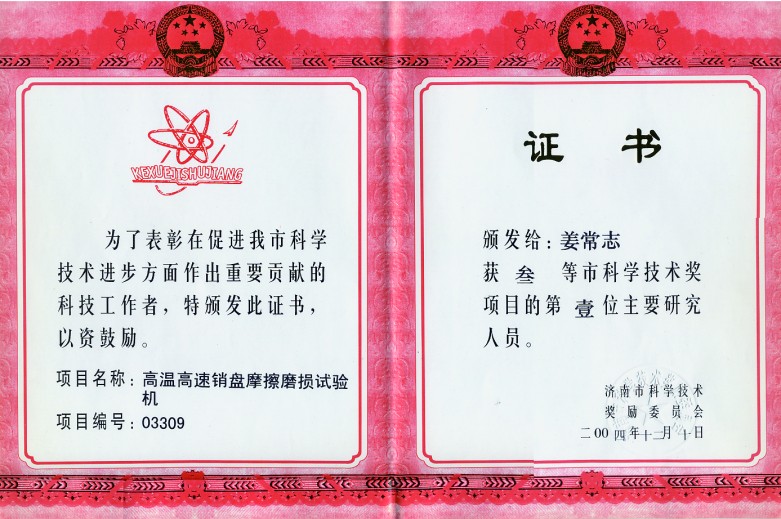 KEXUEJISHUJIANG
为了表彰在促进我市科学
技术进步方面作出重要贡献的
科技工作者，特颁发此证书，
以资鼓励。
项目名称：高温高速销盘摩擦磨损试验
机
项目编号：03309
证书
颁发给：姜常志
获 叁 等市科学技术奖
项目的第 壹 位主要研究
人员。
济南市科学技术
奖励委员会
二00四年十二月十日